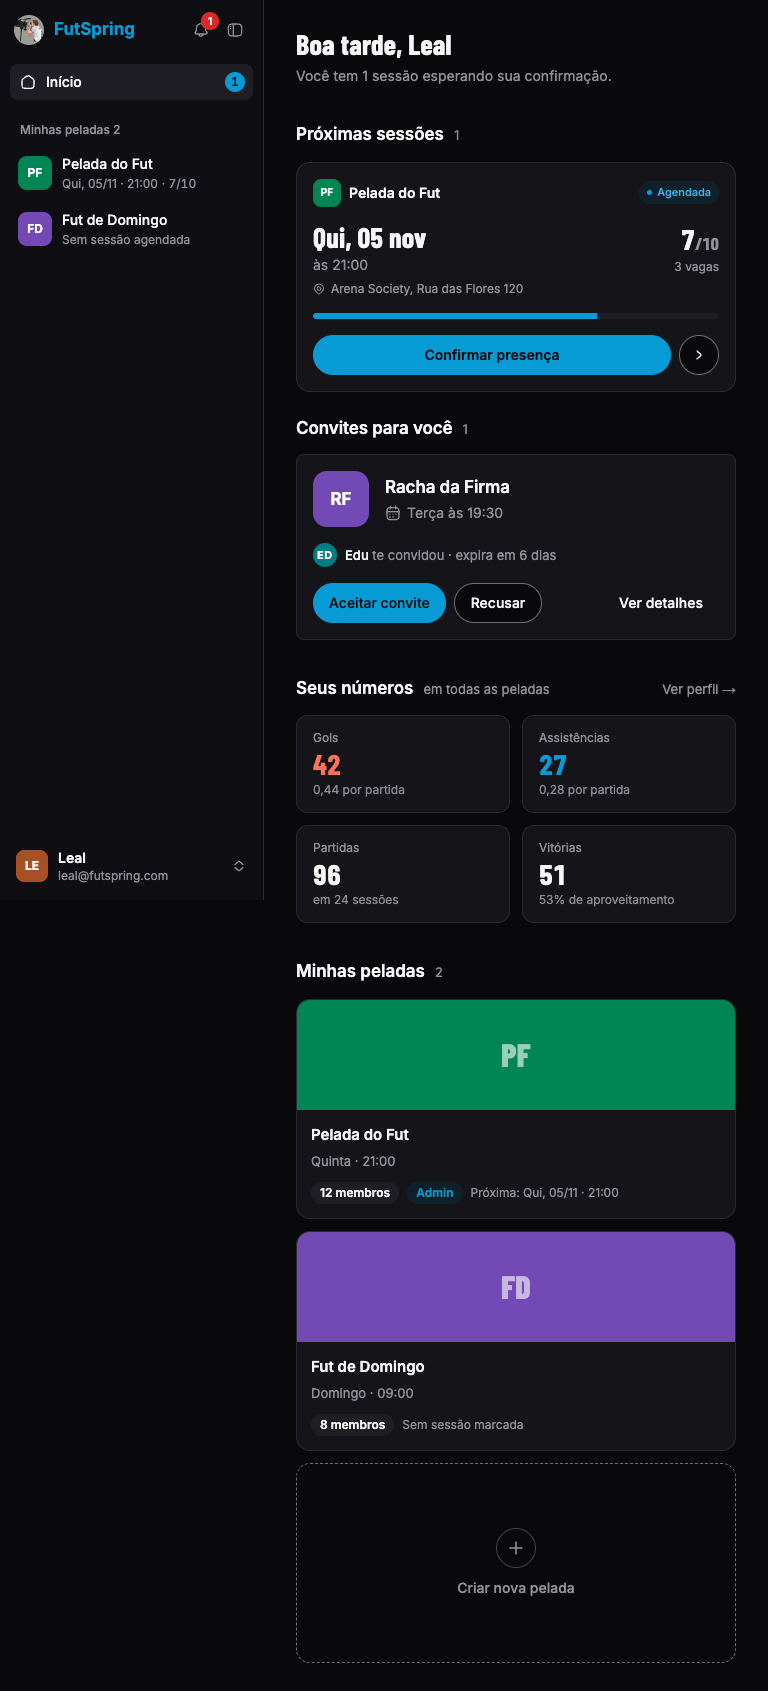 FutSpring
1
Início
1
Minhas peladas 2
PF
Pelada do Fut
Qui, 05/11 · 21:00 · 7/10
FD
Fut de Domingo
Sem sessão agendada
LE
Leal
leal@futspring.com
Boa tarde, Leal
Você tem 1 sessão esperando sua confirmação.
Próximas sessões 1
PF
Pelada do Fut
Agendada
Qui, 05 nov
7/10
às 21:00
3 vagas
Arena Society, Rua das Flores 120
Confirmar presença
Convites para você 1
RF
Racha da Firma
Terça às 19:30
ED
Edu te convidou · expira em 6 dias
Aceitar convite
Recusar
Ver detalhes
Seus números em todas as peladas
Ver perfil →
Gols
42
0,44 por partida
Assistências
27
0,28 por partida
Partidas
96
em 24 sessões
Vitórias
51
53% de aproveitamento
Minhas peladas 2
PF
Pelada do Fut
Quinta · 21:00
12 membros Admin Próxima: Qui, 05/11 · 21:00
FD
Fut de Domingo
Domingo · 09:00
8 membros Sem sessão marcada
Criar nova pelada